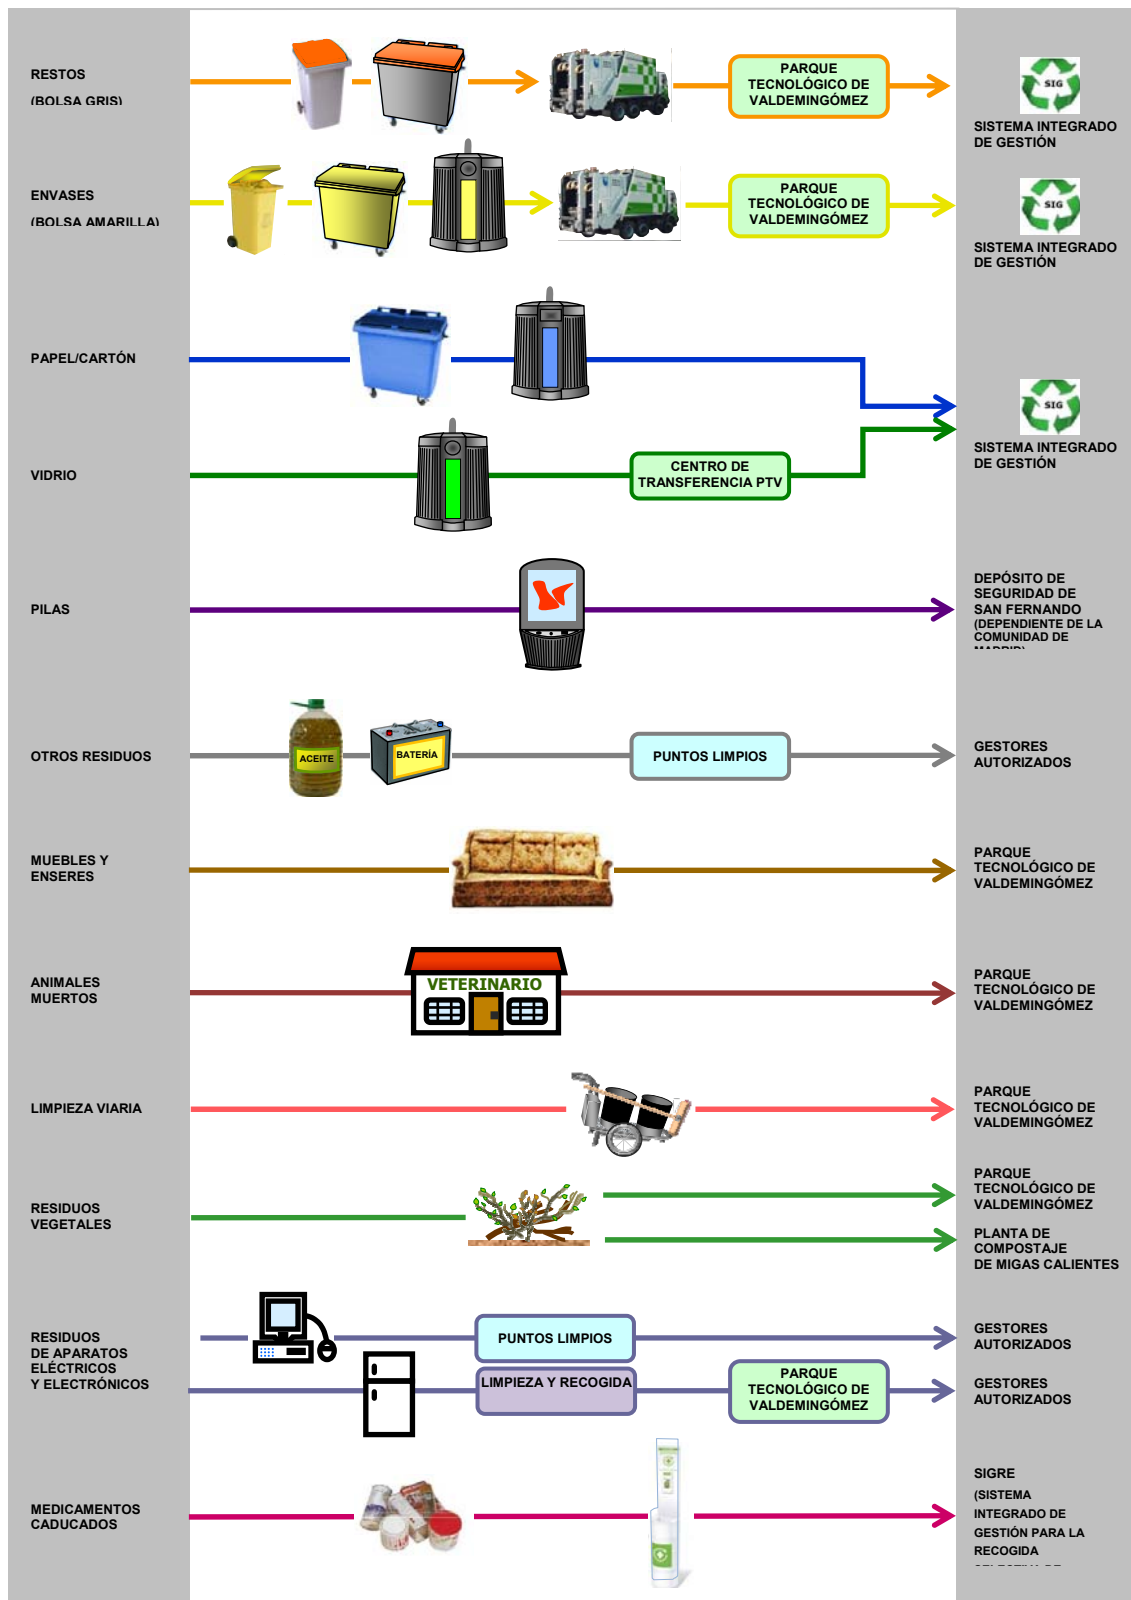 RESTOS
(BOLSA GRIS)
PARQUE
TECNOLÓGICO DE
VALDEMINGÓMEZ
SIG
SISTEMA INTEGRADO
DE GESTIÓN
ENVASES
(BOLSA AMARILLA)
PARQUE
TECNOLÓGICO DE
VALDEMINGÓMEZ
SIG
SISTEMA INTEGRADO
DE GESTIÓN
PAPEL/CARTÓN
SIG
SISTEMA INTEGRADO
DE GESTIÓN
VIDRIO
CENTRO DE
TRANSFERENCIA PTV
PILAS
DEPÓSITO DE
SEGURIDAD DE
SAN FERNANDO
(DEPENDIENTE DE LA
COMUNIDAD DE
MADRID)
OTROS RESIDUOS
ACEITE
BATERÍA
PUNTOS LIMPIOS
GESTORES
AUTORIZADOS
MUEBLES Y
ENSERES
PARQUE
TECNOLÓGICO DE
VALDEMINGÓMEZ
ANIMALES
MUERTOS
VETERINARIO
PARQUE
TECNOLÓGICO DE
VALDEMINGÓMEZ
LIMPIEZA VIARIA
PARQUE
TECNOLÓGICO DE
VALDEMINGÓMEZ
RESIDUOS
VEGETALES
PARQUE
TECNOLÓGICO DE
VALDEMINGÓMEZ
PLANTA DE
COMPOSTAJE
DE MIGAS CALIENTES
RESIDUOS
DE APARATOS
ELÉCTRICOS
Y ELECTRÓNICOS
PUNTOS LIMPIOS
GESTORES
AUTORIZADOS
LIMPIEZA Y RECOGIDA
PARQUE
TECNOLÓGICO DE
VALDEMINGÓMEZ
GESTORES
AUTORIZADOS
MEDICAMENTOS
CADUCADOS
SIGRE
(SISTEMA
INTEGRADO DE
GESTIÓN PARA LA
RECOGIDA